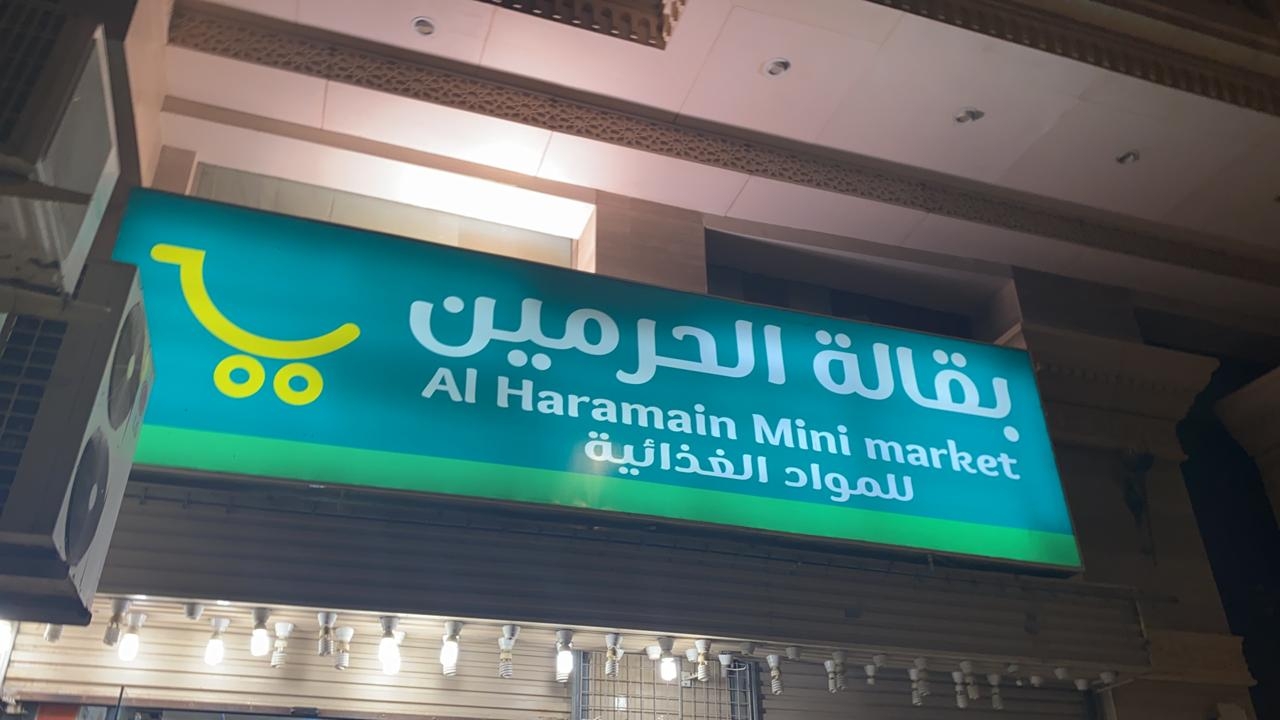 بقالة الحرمين
Al Haramain Mini market
للمواد الغذائية